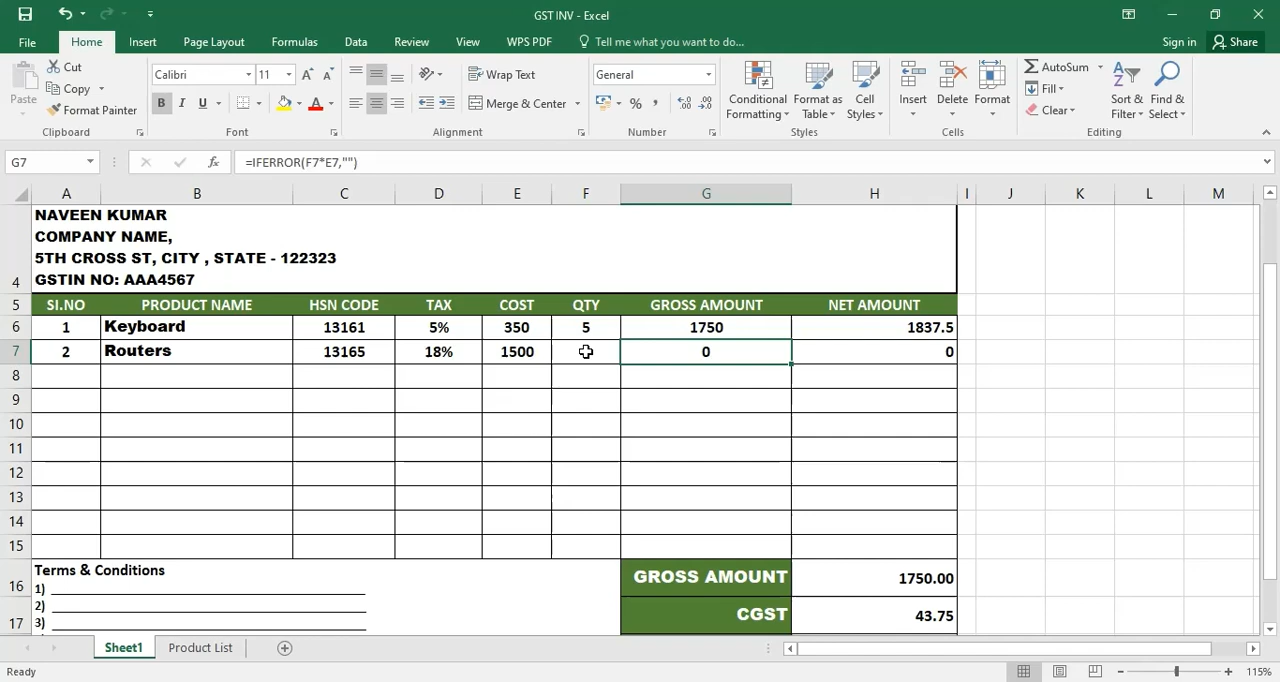 GST INV - Excel
File Home Insert Page Layout Formulas Data Review View WPS PDF Tell me what you want to do... Sign in Share
Paste Cut Copy Format Painter Clipboard
Calibri 11 B I U A Font
Wrap Text Merge & Center Alignment
General % , Number
Conditional Formatting Format as Table Cell Styles Styles
Insert Delete Format Cells
AutoSum Fill Clear Sort & Filter Find & Select Editing
G7 fx =IFERROR(F7*E7,"")
A B C D E F G H I J K L M
NAVEEN KUMAR
COMPANY NAME,
5TH CROSS ST, CITY , STATE - 122323
4 GSTIN NO: AAA4567
5 SI.NO PRODUCT NAME HSN CODE TAX COST QTY GROSS AMOUNT NET AMOUNT
6 1 Keyboard 13161 5% 350 5 1750 1837.5
7 2 Routers 13165 18% 1500 0 0
8
9
10
11
12
13
14
15
Terms & Conditions
16 1) GROSS AMOUNT 1750.00
2)
17 3) CGST 43.75
Sheet1 Product List
Ready 115%